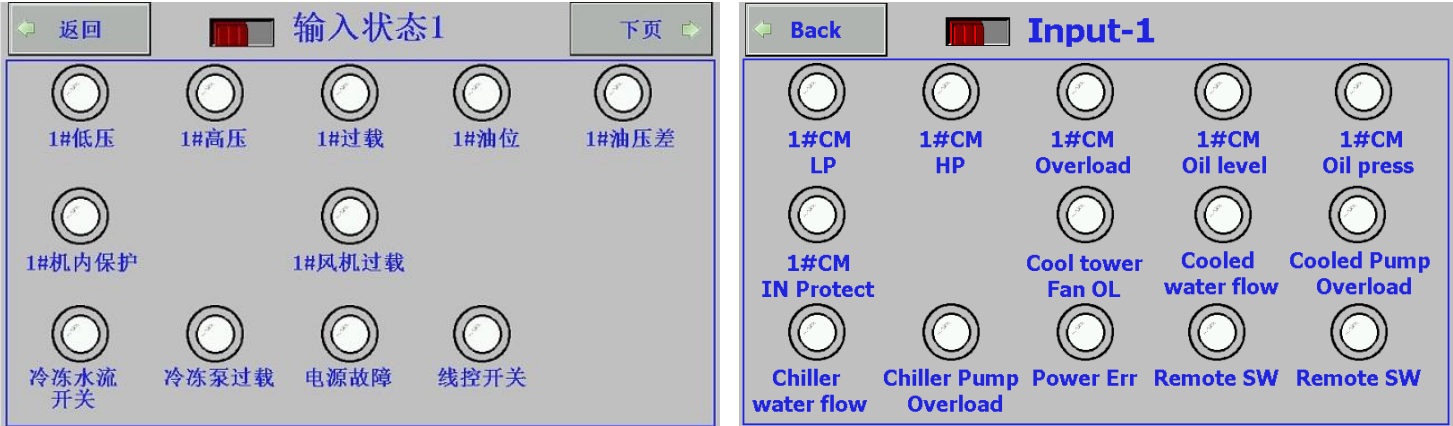 返回
输入状态1
下页
1#低压
1#高压
1#过载
1#油位
1#油压差
1#机内保护
1#风机过载
冷冻水流
开关
冷冻泵过载
电源故障
线控开关
Back
Input-1
1#CM
LP
1#CM
HP
1#CM
Overload
1#CM
Oil level
1#CM
Oil press
1#CM
IN Protect
Cool tower
Fan OL
Cooled
water flow
Cooled Pump
Overload
Chiller
water flow
Chiller Pump
Overload
Power Err
Remote SW
Remote SW